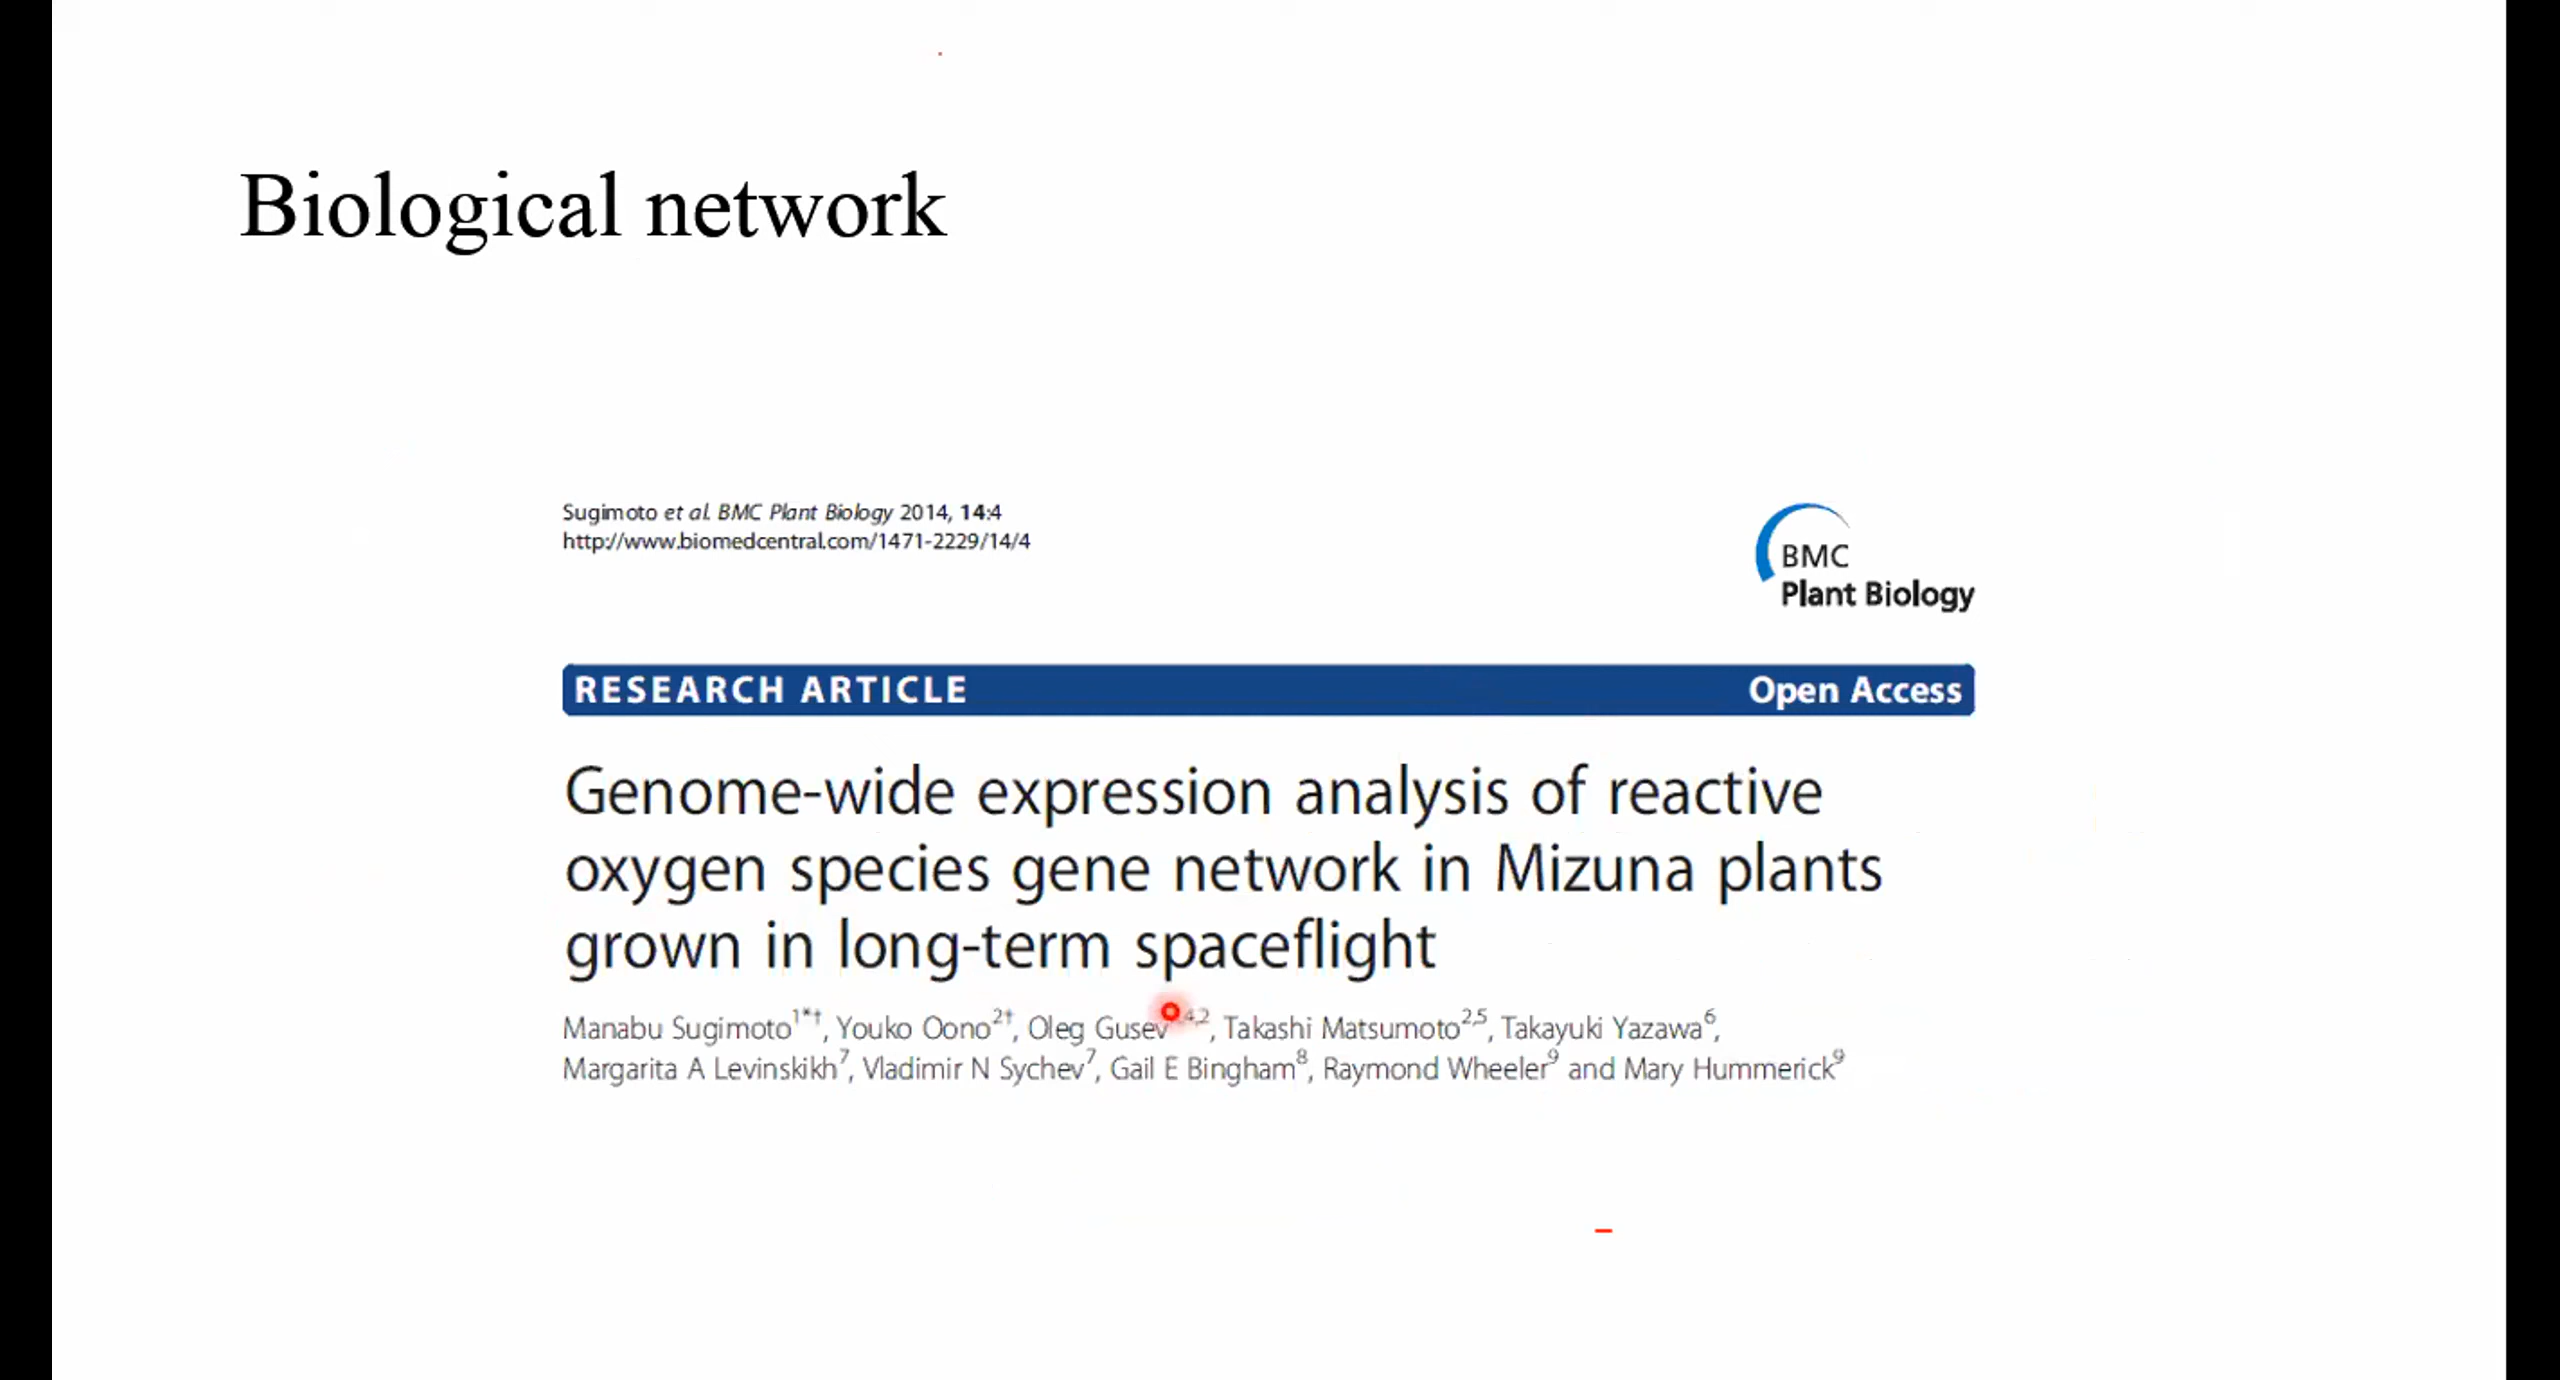 Biological network
Sugimoto et al. BMC Plant Biology 2014, 14:4
http://www.biomedcentral.com/1471-2229/14/4
BMC
Plant Biology
RESEARCH ARTICLE Open Access
Genome-wide expression analysis of reactive
oxygen species gene network in Mizuna plants
grown in long-term spaceflight
Manabu Sugimoto1*†, Youko Oono2†, Oleg Gusev4,2, Takashi Matsumoto2,5, Takayuki Yazawa6,
Margarita A Levinskikh7, Vladimir N Sychev7, Gail E Bingham8, Raymond Wheeler9 and Mary Hummerick9